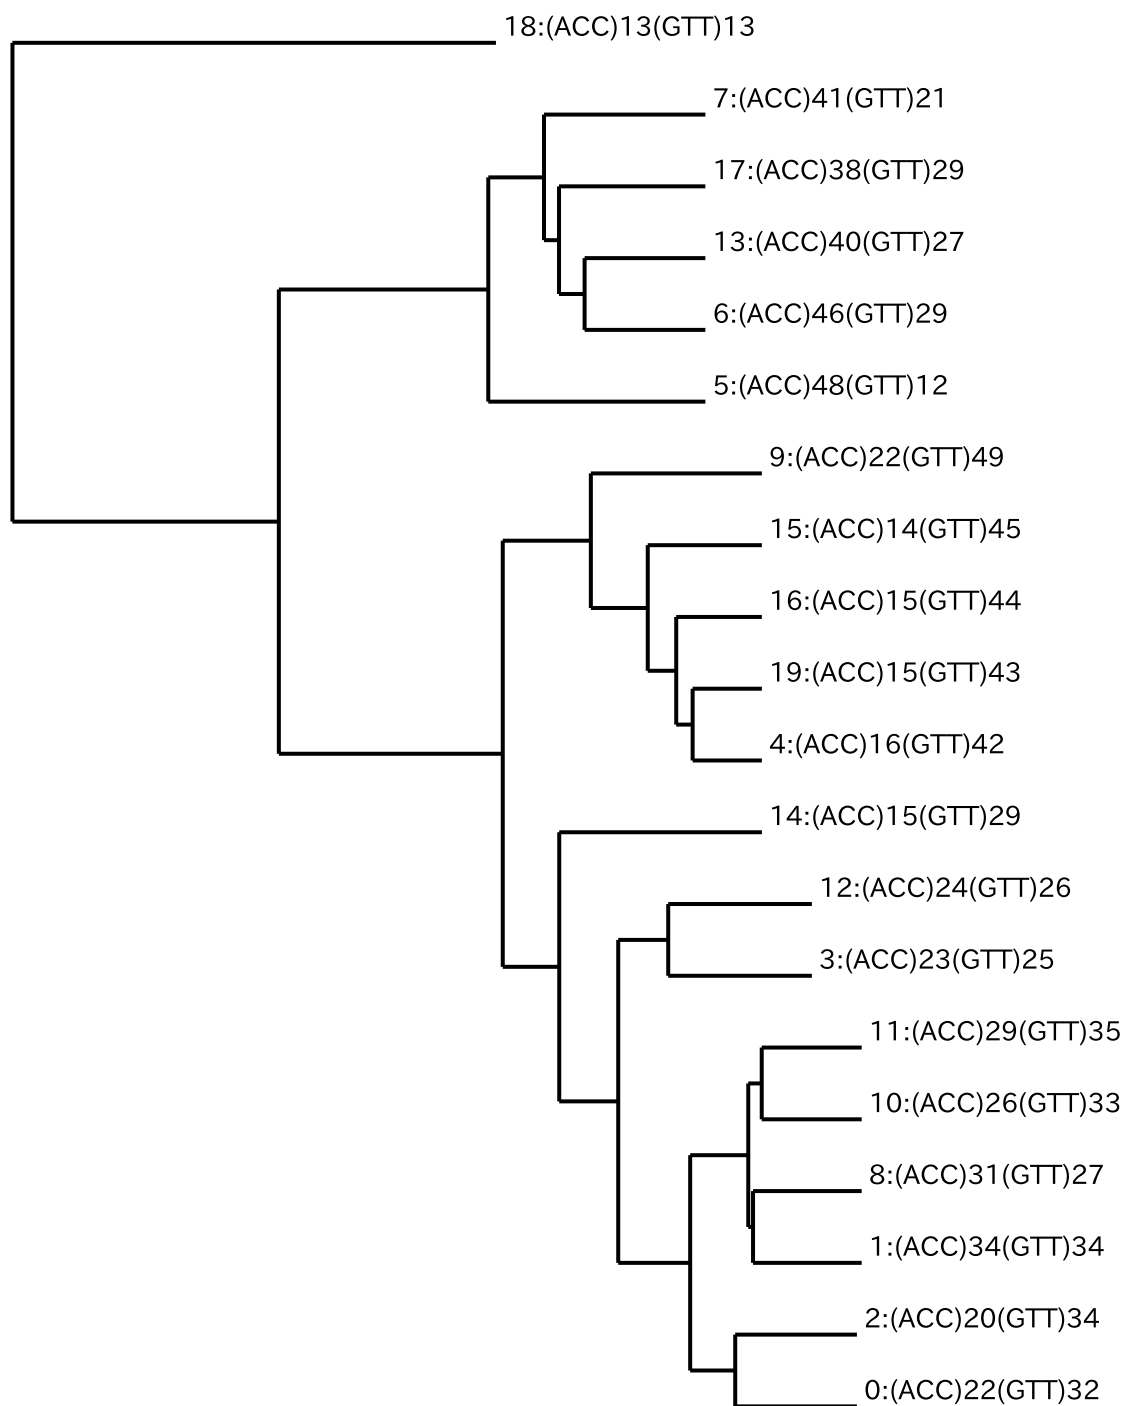 18:(ACC)13(GTT)13
7:(ACC)41(GTT)21
17:(ACC)38(GTT)29
13:(ACC)40(GTT)27
6:(ACC)46(GTT)29
5:(ACC)48(GTT)12
9:(ACC)22(GTT)49
15:(ACC)14(GTT)45
16:(ACC)15(GTT)44
19:(ACC)15(GTT)43
4:(ACC)16(GTT)42
14:(ACC)15(GTT)29
12:(ACC)24(GTT)26
3:(ACC)23(GTT)25
11:(ACC)29(GTT)35
10:(ACC)26(GTT)33
8:(ACC)31(GTT)27
1:(ACC)34(GTT)34
2:(ACC)20(GTT)34
0:(ACC)22(GTT)32